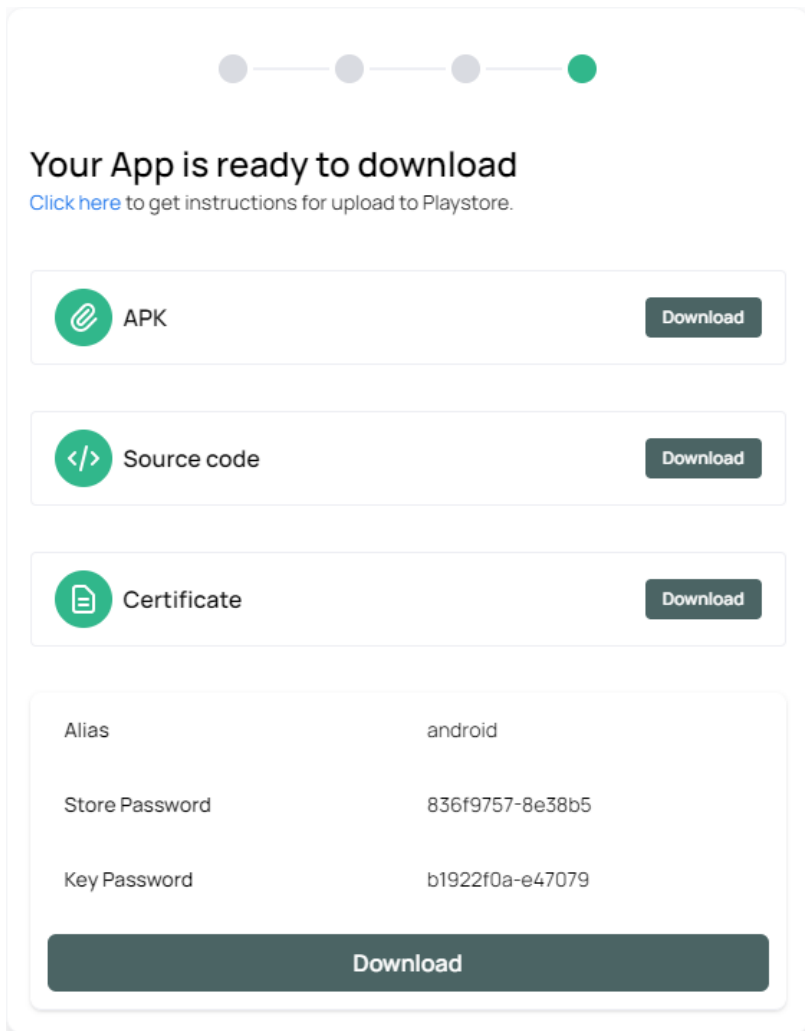 Your App is ready to download
Click here to get instructions for upload to Playstore.
APK
Download
Source code
Download
Certificate
Download
Alias android
Store Password 836f9757-8e38b5
Key Password b1922f0a-e47079
Download